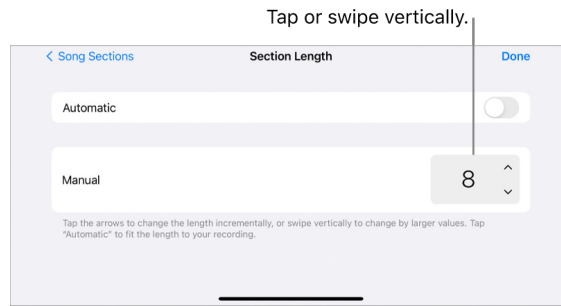 Tap or swipe vertically.
Song Sections
Section Length
Done
Automatic
Manual
8
Tap the arrows to change the length incrementally, or swipe vertically to change by larger values. Tap
"Automatic" to fit the length to your recording.